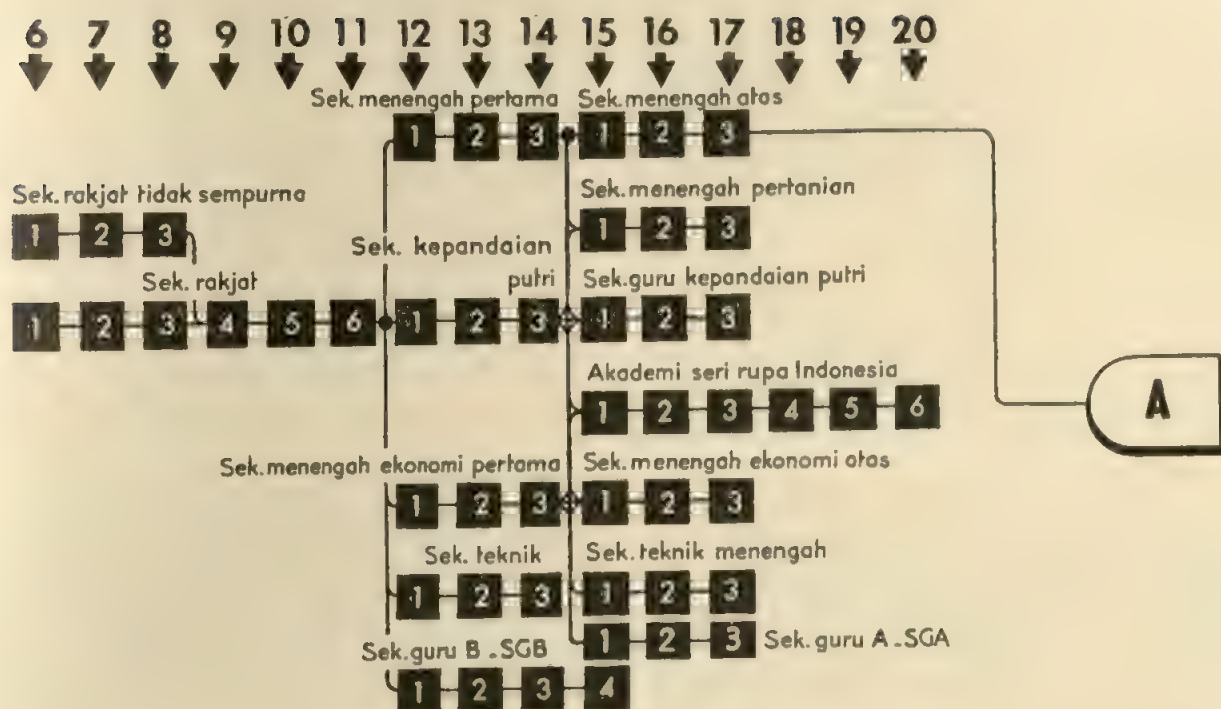 6 7 8 9 10 11 12 13 14 15 16 17 18 19 20
Sek. menengah pertama
1 2 3
Sek. menengah atas
1 2 3
Sek. rakjat tidak sempurna
1 2 3
Sek. menengah pertanian
1 2 3
Sek. rakjat
1 2 3 4 5 6
Sek. kepandaian
putri
1 2 3
Sek. guru kepandaian putri
1 2 3
Akademi seri rupa Indonesia
1 2 3 4 5 6
A
Sek. menengah ekonomi pertama
1 2 3
Sek. menengah ekonomi atas
1 2 3
Sek. teknik
1 2 3
Sek. teknik menengah
1 2 3
1 2 3 Sek. guru A - SGA
Sek. guru B - SGB
1 2 3 4